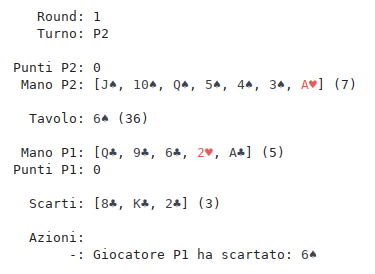 Round: 1
Turno: P2
Punti P2: 0
Mano P2: [J♠, 10♠, Q♠, 5♠, 4♠, 3♠, A♥] (7)
Tavolo: 6♠ (36)
Mano P1: [Q♣, 9♣, 6♣, 2♥, A♣] (5)
Punti P1: 0
Scarti: [8♣, K♣, 2♣] (3)
Azioni:
-: Giocatore P1 ha scartato: 6♠